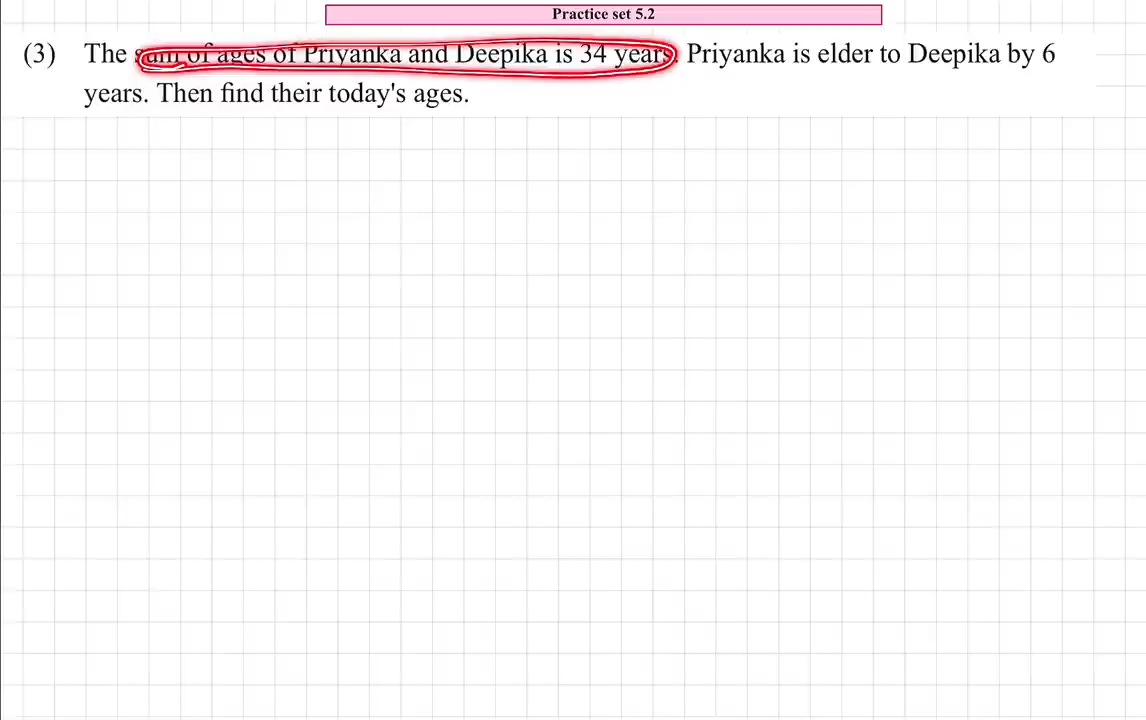 Practice set 5.2
(3) The sum of ages of Priyanka and Deepika is 34 years. Priyanka is elder to Deepika by 6
years. Then find their today's ages.